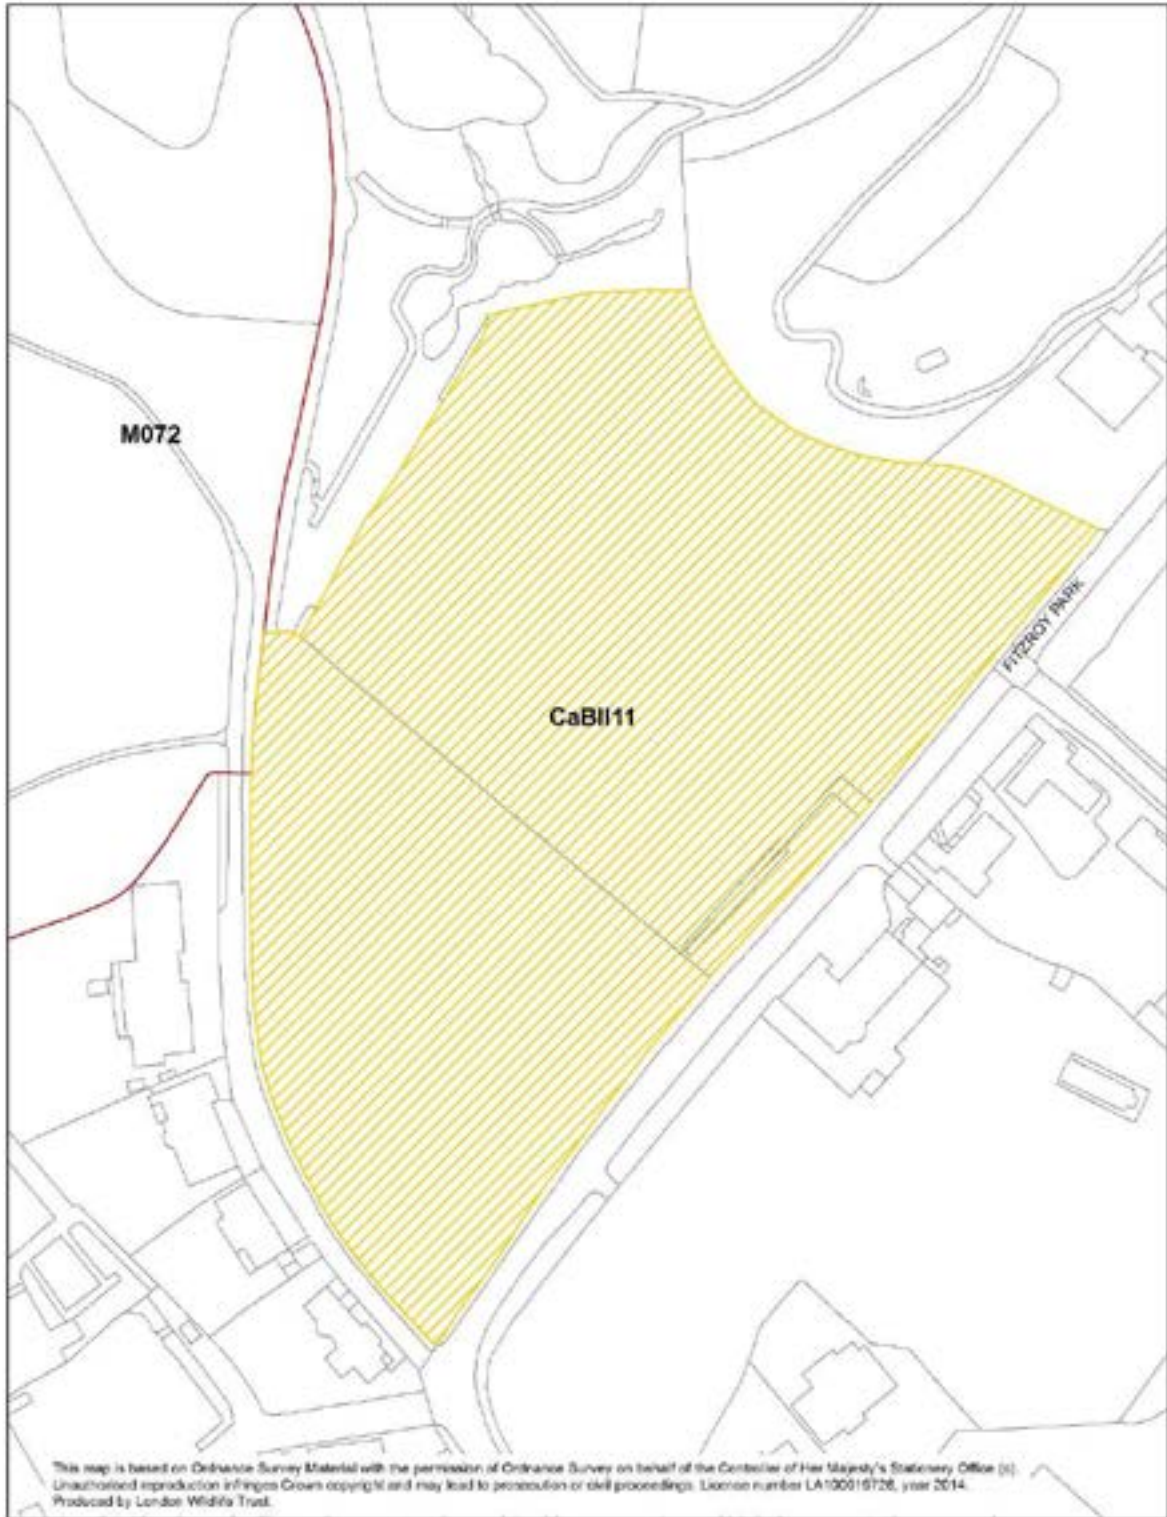 M072
FITZROY PARK
CaBII11
This map is based on Ordnance Survey Material with the permission of Ordnance Survey on behalf of the Controller of Her Majesty's Stationery Office (c).
Unauthorised reproduction infringes Crown copyright and may lead to prosecution or civil proceedings. License number year 2014.
Produced by London Wildlife Trust.